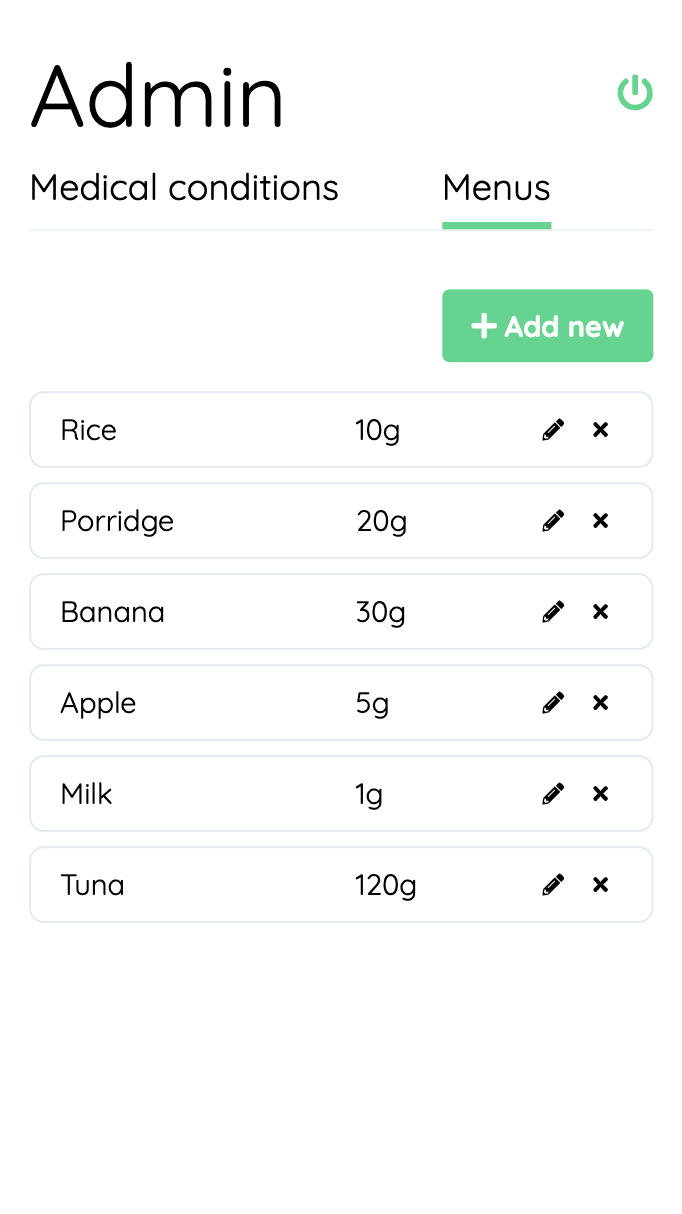 Admin
Medical conditions Menus
Add new
Rice 10g
Porridge 20g
Banana 30g
Apple 5g
Milk 1g
Tuna 120g